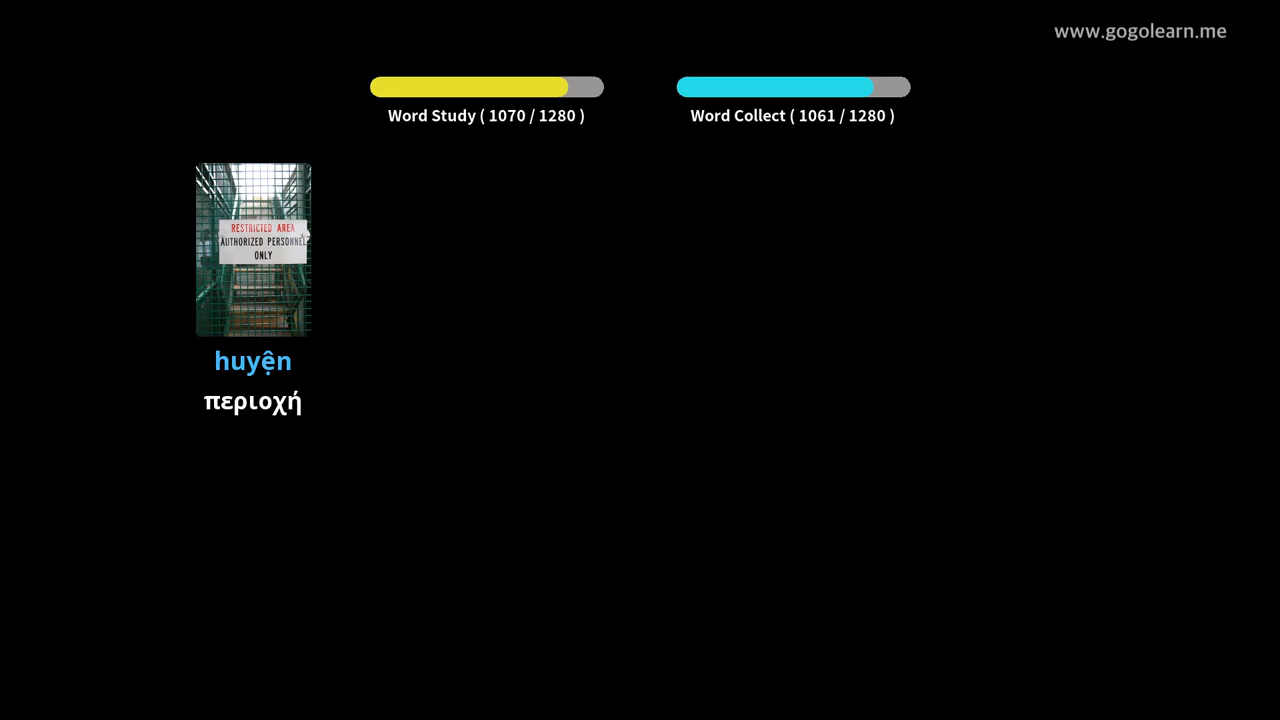 www.gogolearn.me
Word Study ( 1070 / 1280 )
Word Collect ( 1061 / 1280 )
RESTRICTED AREA
AUTHORIZED PERSONNEL
ONLY
huyện
περιοχή